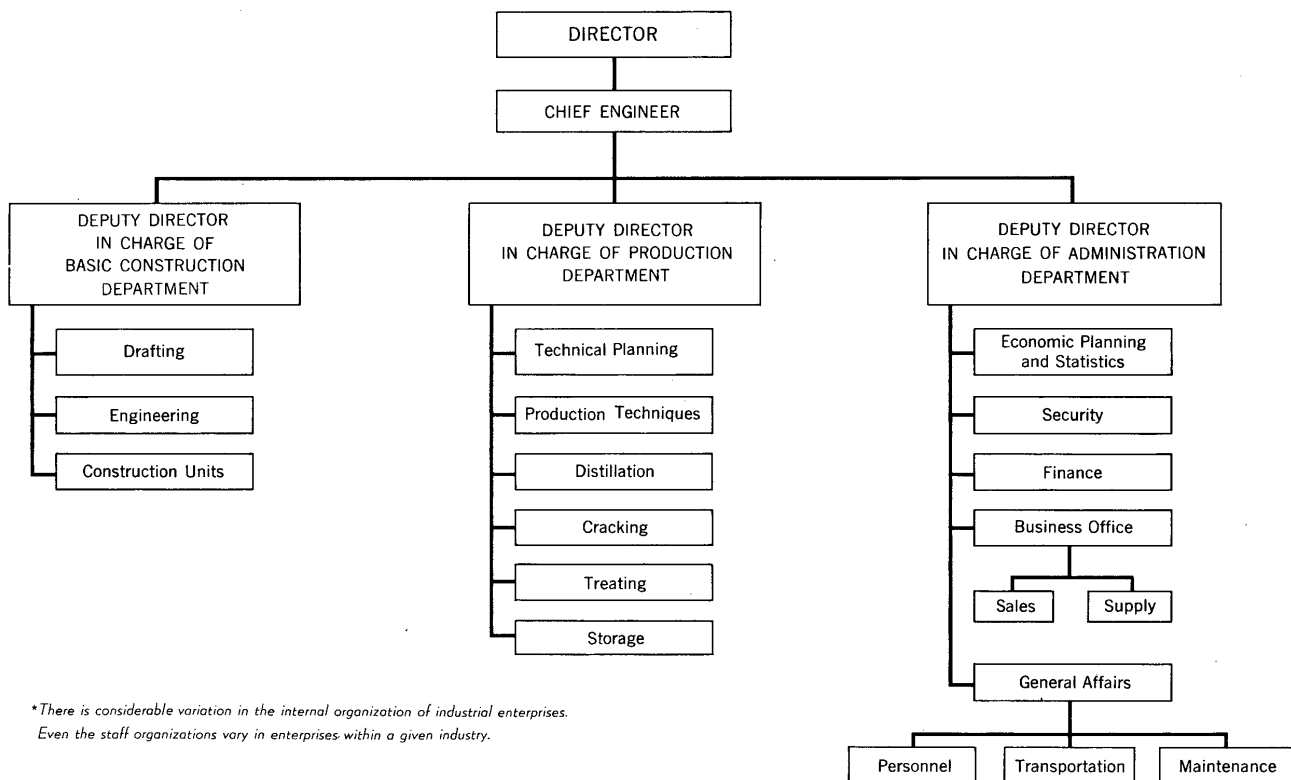 DIRECTOR
CHIEF ENGINEER
DEPUTY DIRECTOR
IN CHARGE OF
BASIC CONSTRUCTION
DEPARTMENT
Drafting
Engineering
Construction Units
DEPUTY DIRECTOR
IN CHARGE OF PRODUCTION
DEPARTMENT
Technical Planning
Production Techniques
Distillation
Cracking
Treating
Storage
DEPUTY DIRECTOR
IN CHARGE OF ADMINISTRATION
DEPARTMENT
Economic Planning
and Statistics
Security
Finance
Business Office
Sales
Supply
General Affairs
Personnel
Transportation
Maintenance
*There is considerable variation in the internal organization of industrial enterprises.
Even the staff organizations vary in enterprises within a given industry.